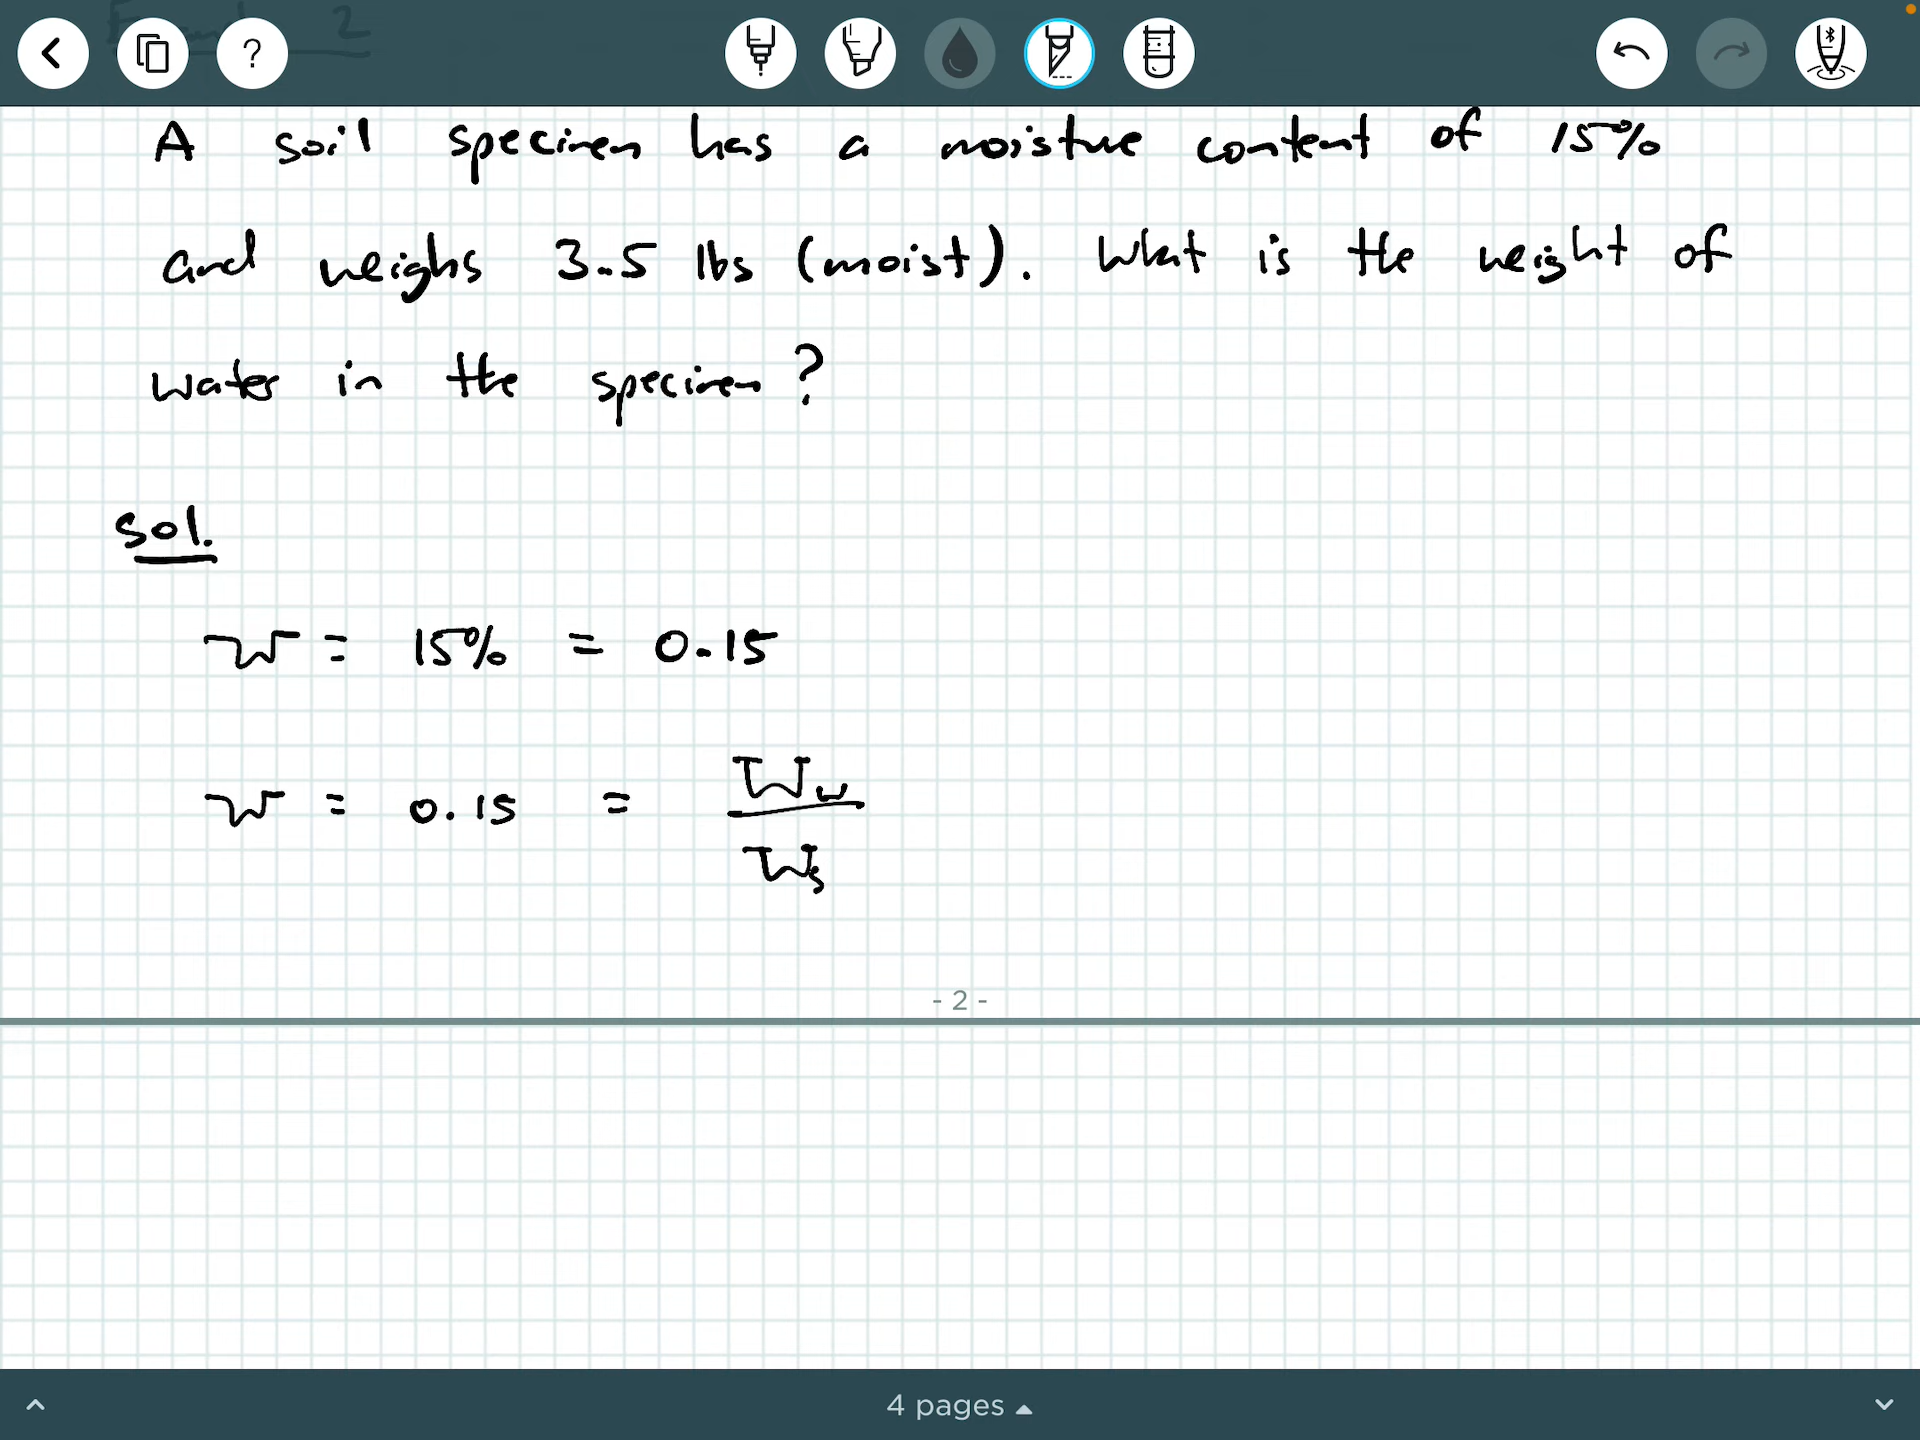 2
?
A soil specimen has a moisture content of 15%
and weighs 3.5 lbs (moist). What is the weight of
water in the specimen?
sol.
w = 15% = 0.15
w = 0.15 = Ww / Ws
- 2 -
4 pages